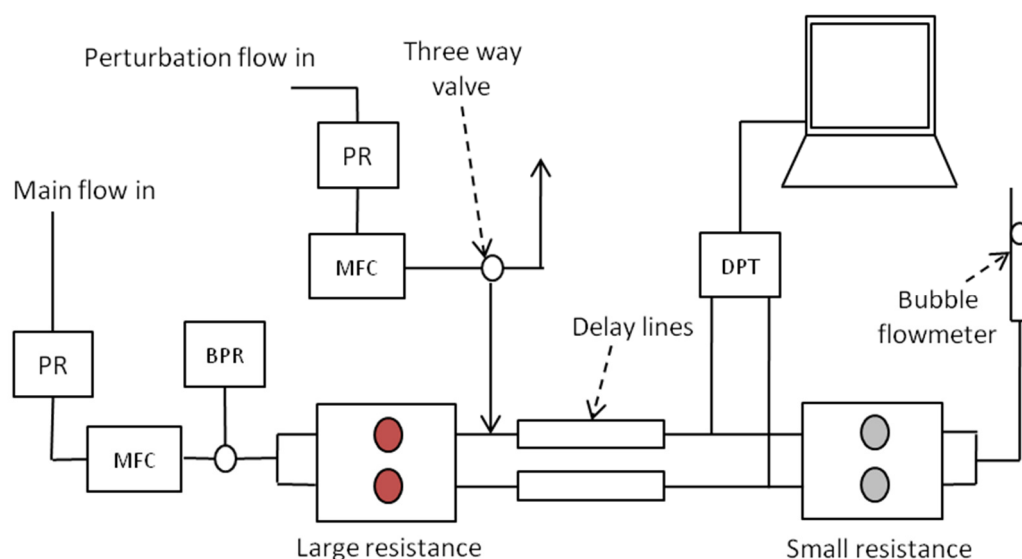 Perturbation flow in
Three way
valve
PR
Main flow in
MFC
DPT
Bubble
flowmeter
Delay lines
PR
BPR
MFC
Large resistance
Small resistance